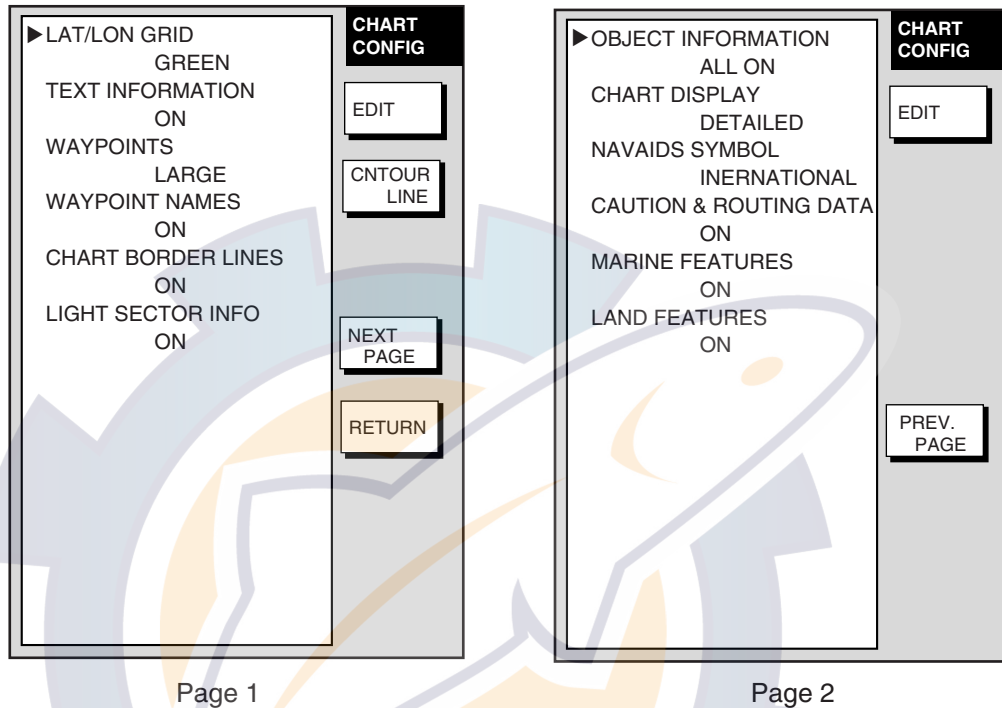 ▶LAT/LON GRID
GREEN
TEXT INFORMATION
ON
WAYPOINTS
LARGE
WAYPOINT NAMES
ON
CHART BORDER LINES
ON
LIGHT SECTOR INFO
ON
CHART
CONFIG
EDIT
CNTOUR
LINE
NEXT
PAGE
RETURN
Page 1
▶OBJECT INFORMATION
ALL ON
CHART DISPLAY
DETAILED
NAVAIDS SYMBOL
INERNATIONAL
CAUTION & ROUTING DATA
ON
MARINE FEATURES
ON
LAND FEATURES
ON
CHART
CONFIG
EDIT
PREV.
PAGE
Page 2